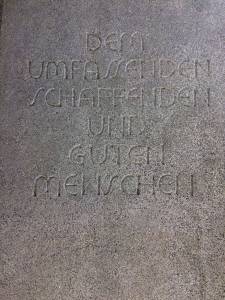 DEM
UMFASSENDEN
SCHAFFENDEN
UND
GUTEN
MENSCHEN